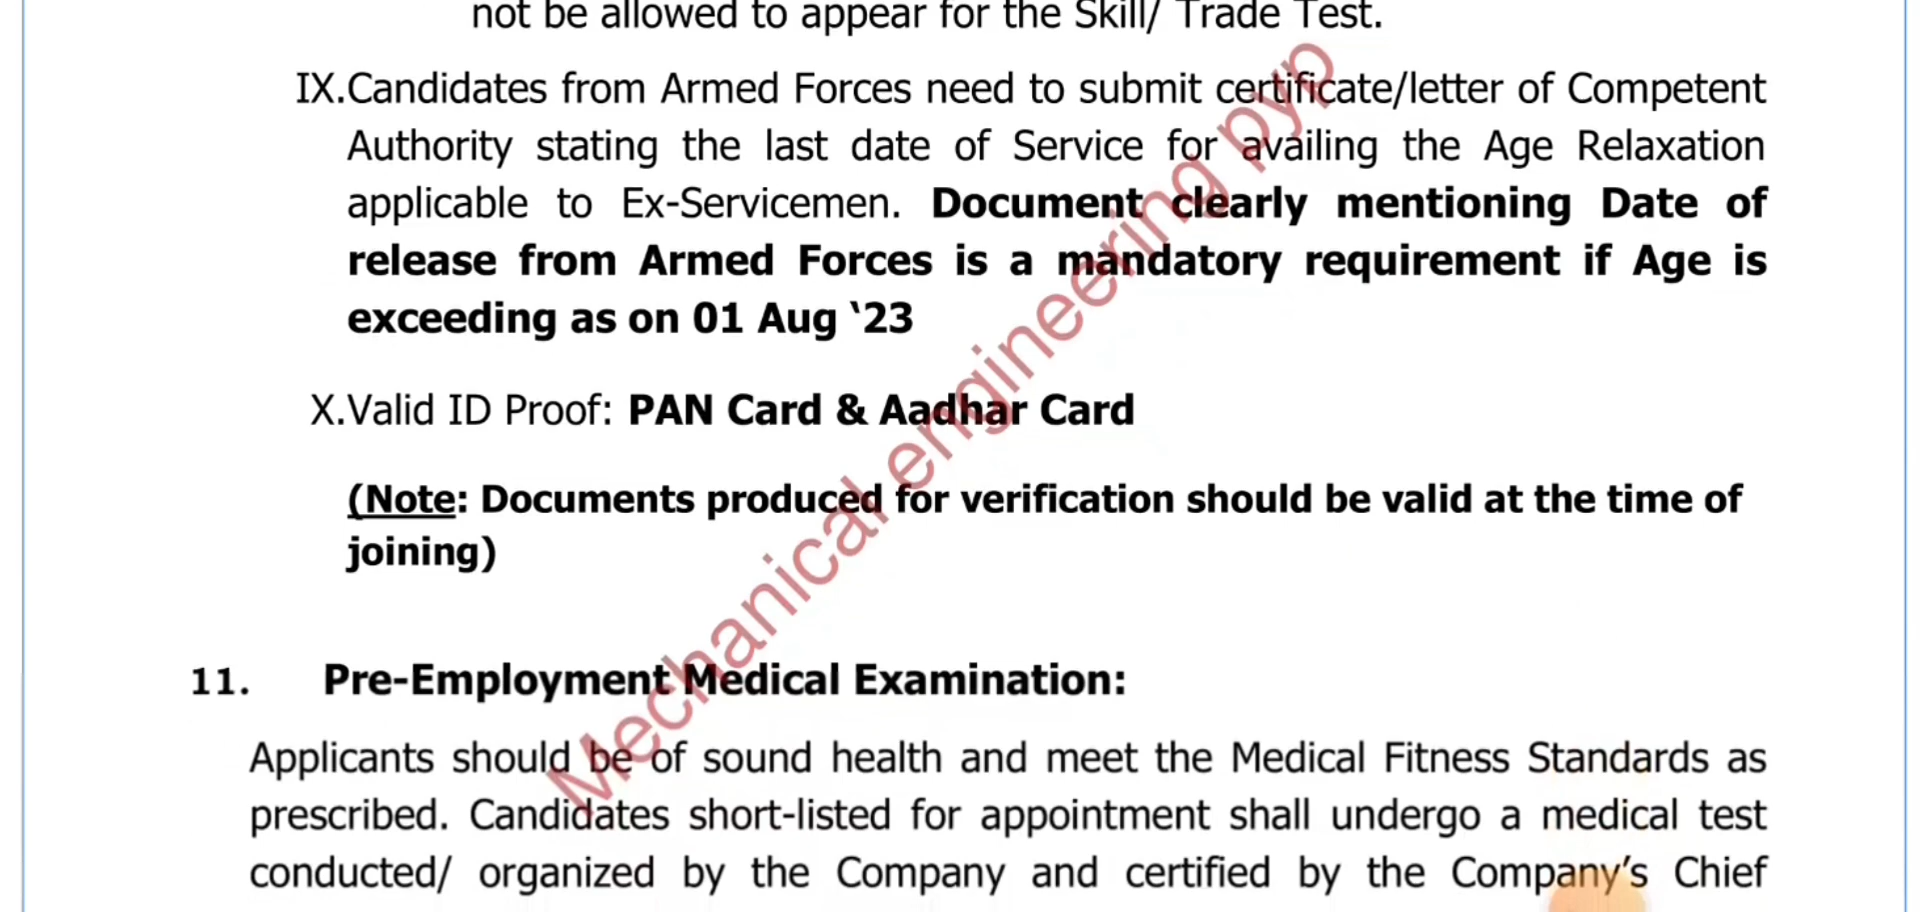 not be allowed to appear for the Skill/ Trade Test.
IX.Candidates from Armed Forces need to submit certificate/letter of Competent
Authority stating the last date of Service for availing the Age Relaxation
applicable to Ex-Servicemen. Document clearly mentioning Date of
release from Armed Forces is a mandatory requirement if Age is
exceeding as on 01 Aug ‘23
X.Valid ID Proof: PAN Card & Aadhar Card
(Note: Documents produced for verification should be valid at the time of
joining)
11. Pre-Employment Medical Examination:
Applicants should be of sound health and meet the Medical Fitness Standards as
prescribed. Candidates short-listed for appointment shall undergo a medical test
conducted/ organized by the Company and certified by the Company’s Chief
Mechanical engineering pyp